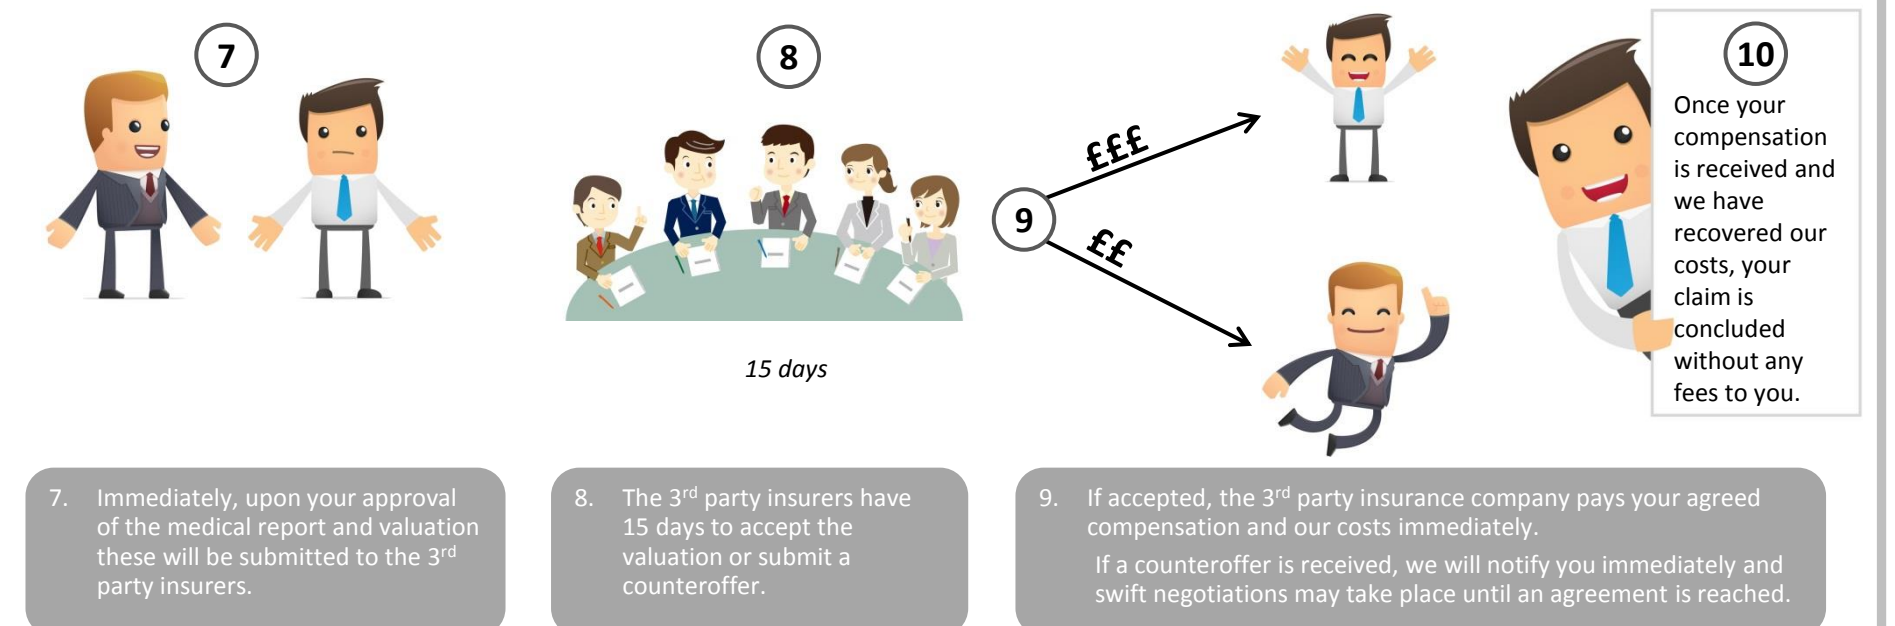 7
8
15 days
9
£££
££
10
Once your
compensation
is received and
we have
recovered our
costs, your
claim is
concluded
without any
fees to you.
7. Immediately, upon your approval
of the medical report and valuation
these will be submitted to the 3rd
party insurers.
8. The 3rd party insurers have
15 days to accept the
valuation or submit a
counteroffer.
9. If accepted, the 3rd party insurance company pays your agreed
compensation and our costs immediately.
If a counteroffer is received, we will notify you immediately and
swift negotiations may take place until an agreement is reached.